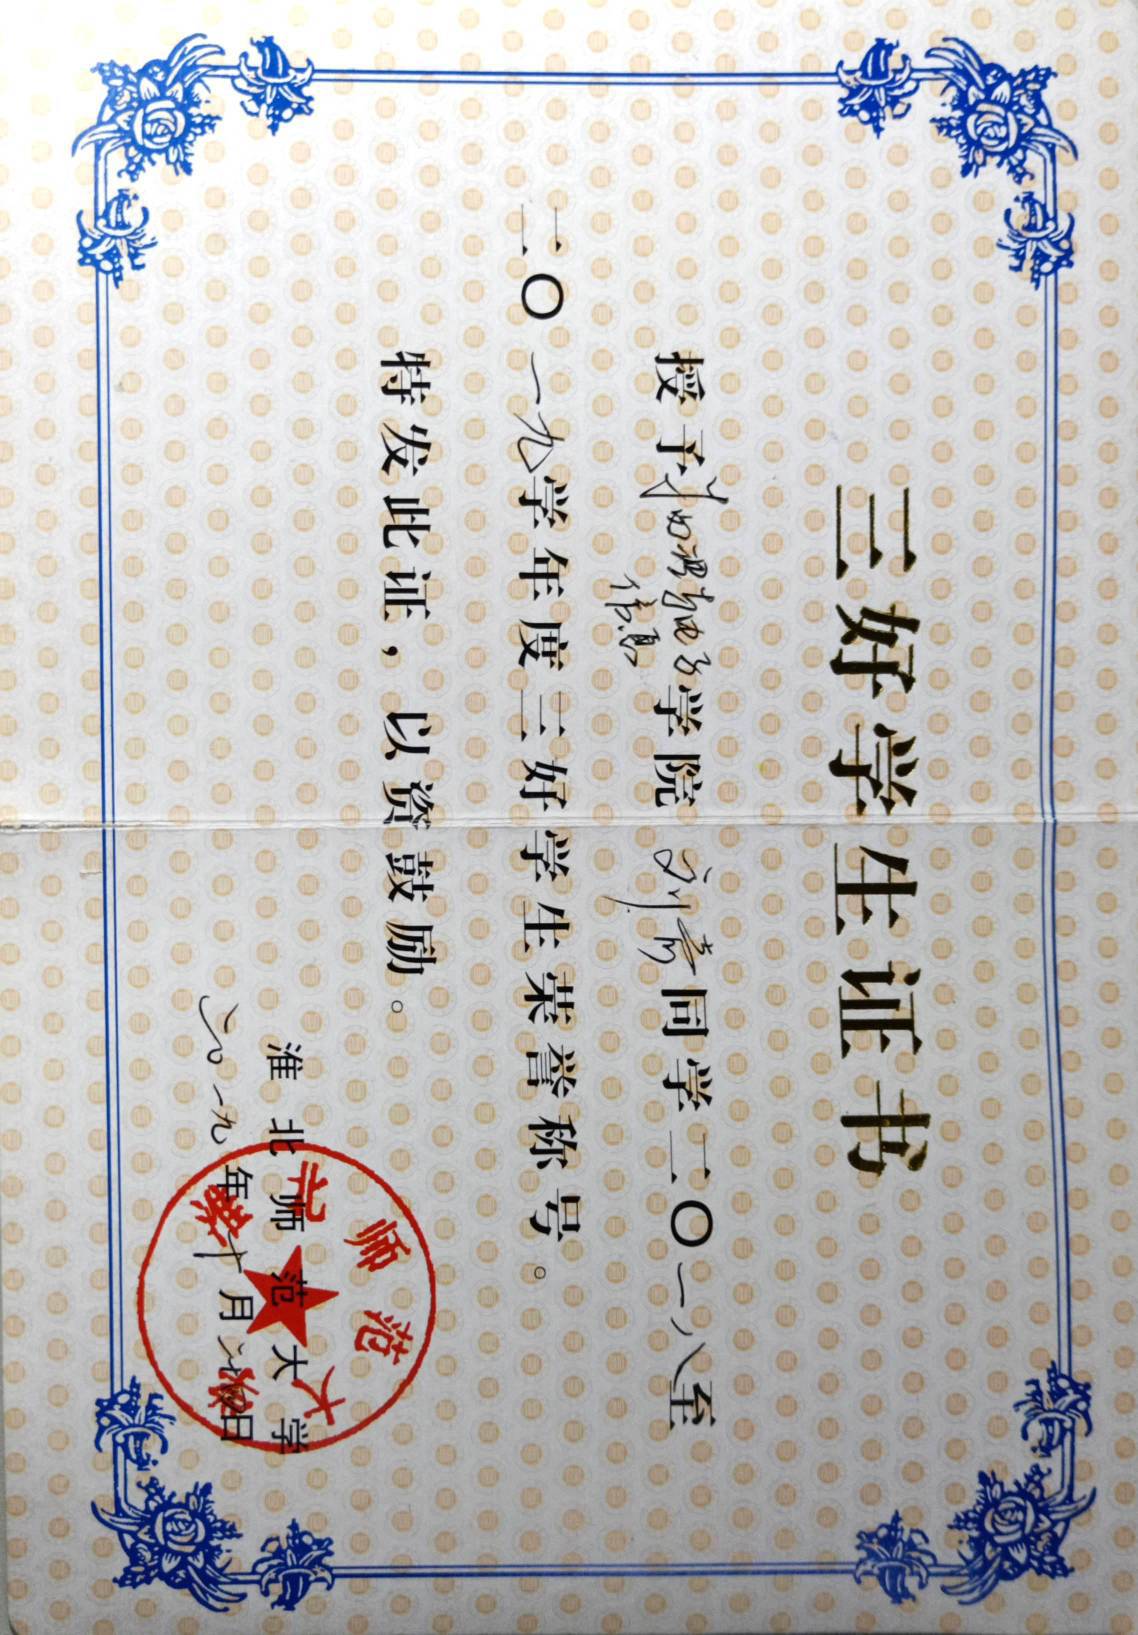 三好学生证书
授予物理与电子信息学院 刘奇同学二〇一八至
二〇一九学年度三好学生荣誉称号。
特发此证，以资鼓励。
淮北师范大学
二〇一九年十月二十四日
淮北师范大学